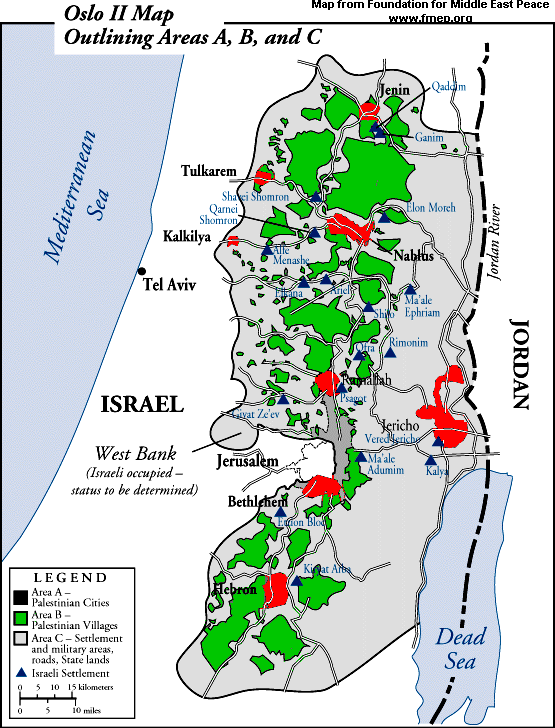 Oslo II Map
Outlining Areas A, B, and C
Map from Foundation for Middle East Peace
www.fmep.org
Mediterranean
Sea
Jenin
Qaddim
Ganim
Tulkarem
Shavei Shomron
Qarnei
Shomron
Elon Moreh
Kalkilya
Alfe
Menashe
Nablus
Jordan River
Tel Aviv
Elkana
Ariel
Ma'ale
Ephriam
Shilo
Ofra
Rimonim
JORDAN
ISRAEL
Ramallah
Psagot
Givat Ze'ev
Jericho
Vered Jericho
West Bank
(Israeli occupied –
status to be determined)
Jerusalem
Ma'ale
Adumim
Kalya
Bethlehem
Etzion Bloc
Hebron
Kiryat Arba
Dead
Sea
LEGEND
Area A –
Palestinian Cities
Area B –
Palestinian Villages
Area C – Settlement
and military areas,
roads, State lands
Israeli Settlement
0 5 10 15 kilometers
0 5 10 miles